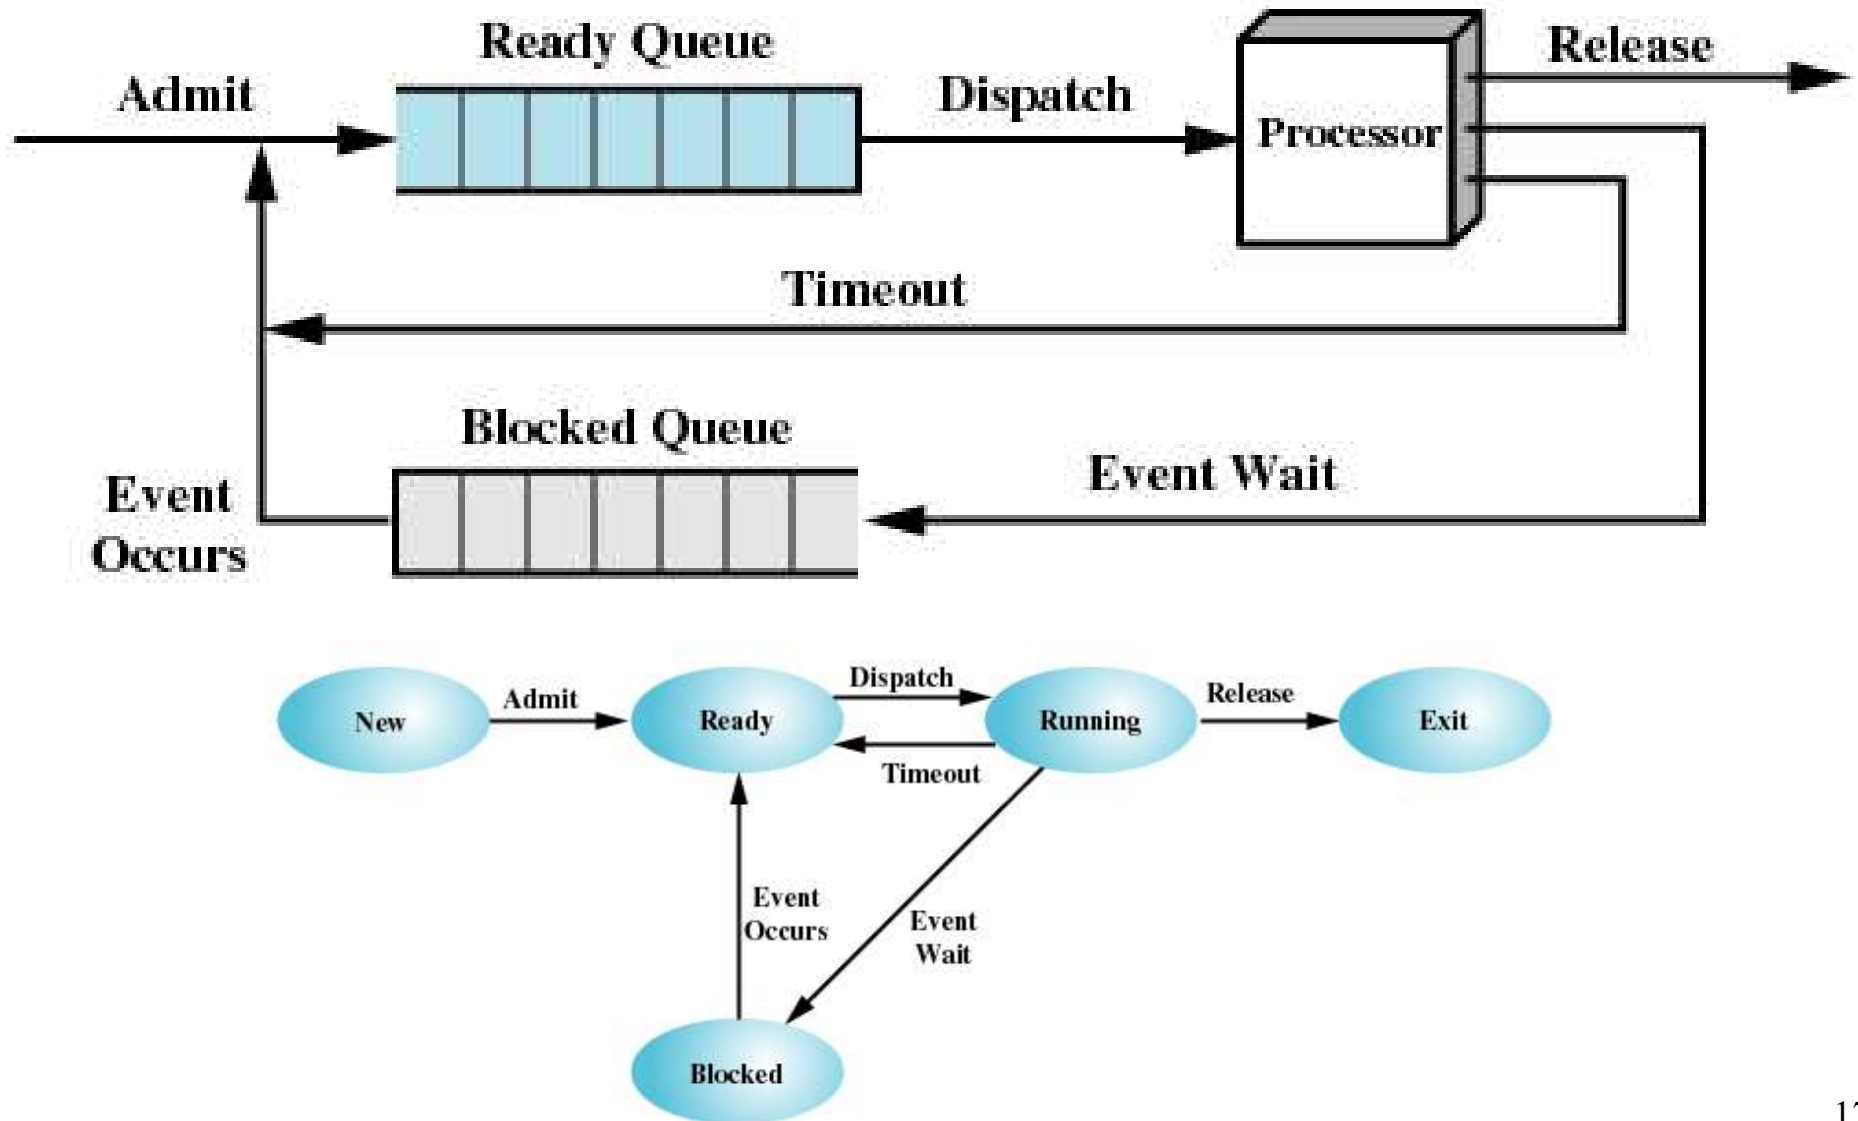 Ready Queue
Admit
Dispatch
Processor
Release
Timeout
Blocked Queue
Event Wait
Event
Occurs
New
Admit
Ready
Dispatch
Timeout
Running
Release
Exit
Event
Occurs
Event
Wait
Blocked